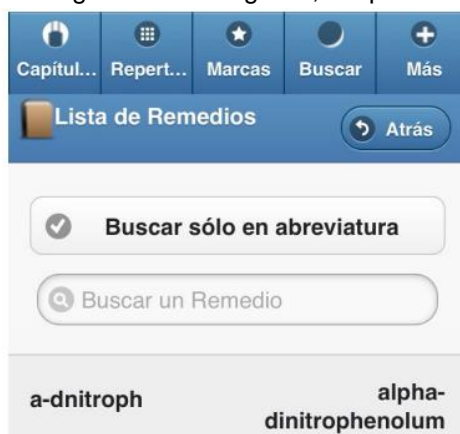 Capítul... Repert... Marcas Buscar Más
Lista de Remedios
Atrás
Buscar sólo en abreviatura
Buscar un Remedio
a-dnitroph
alpha-
dinitrophenolum